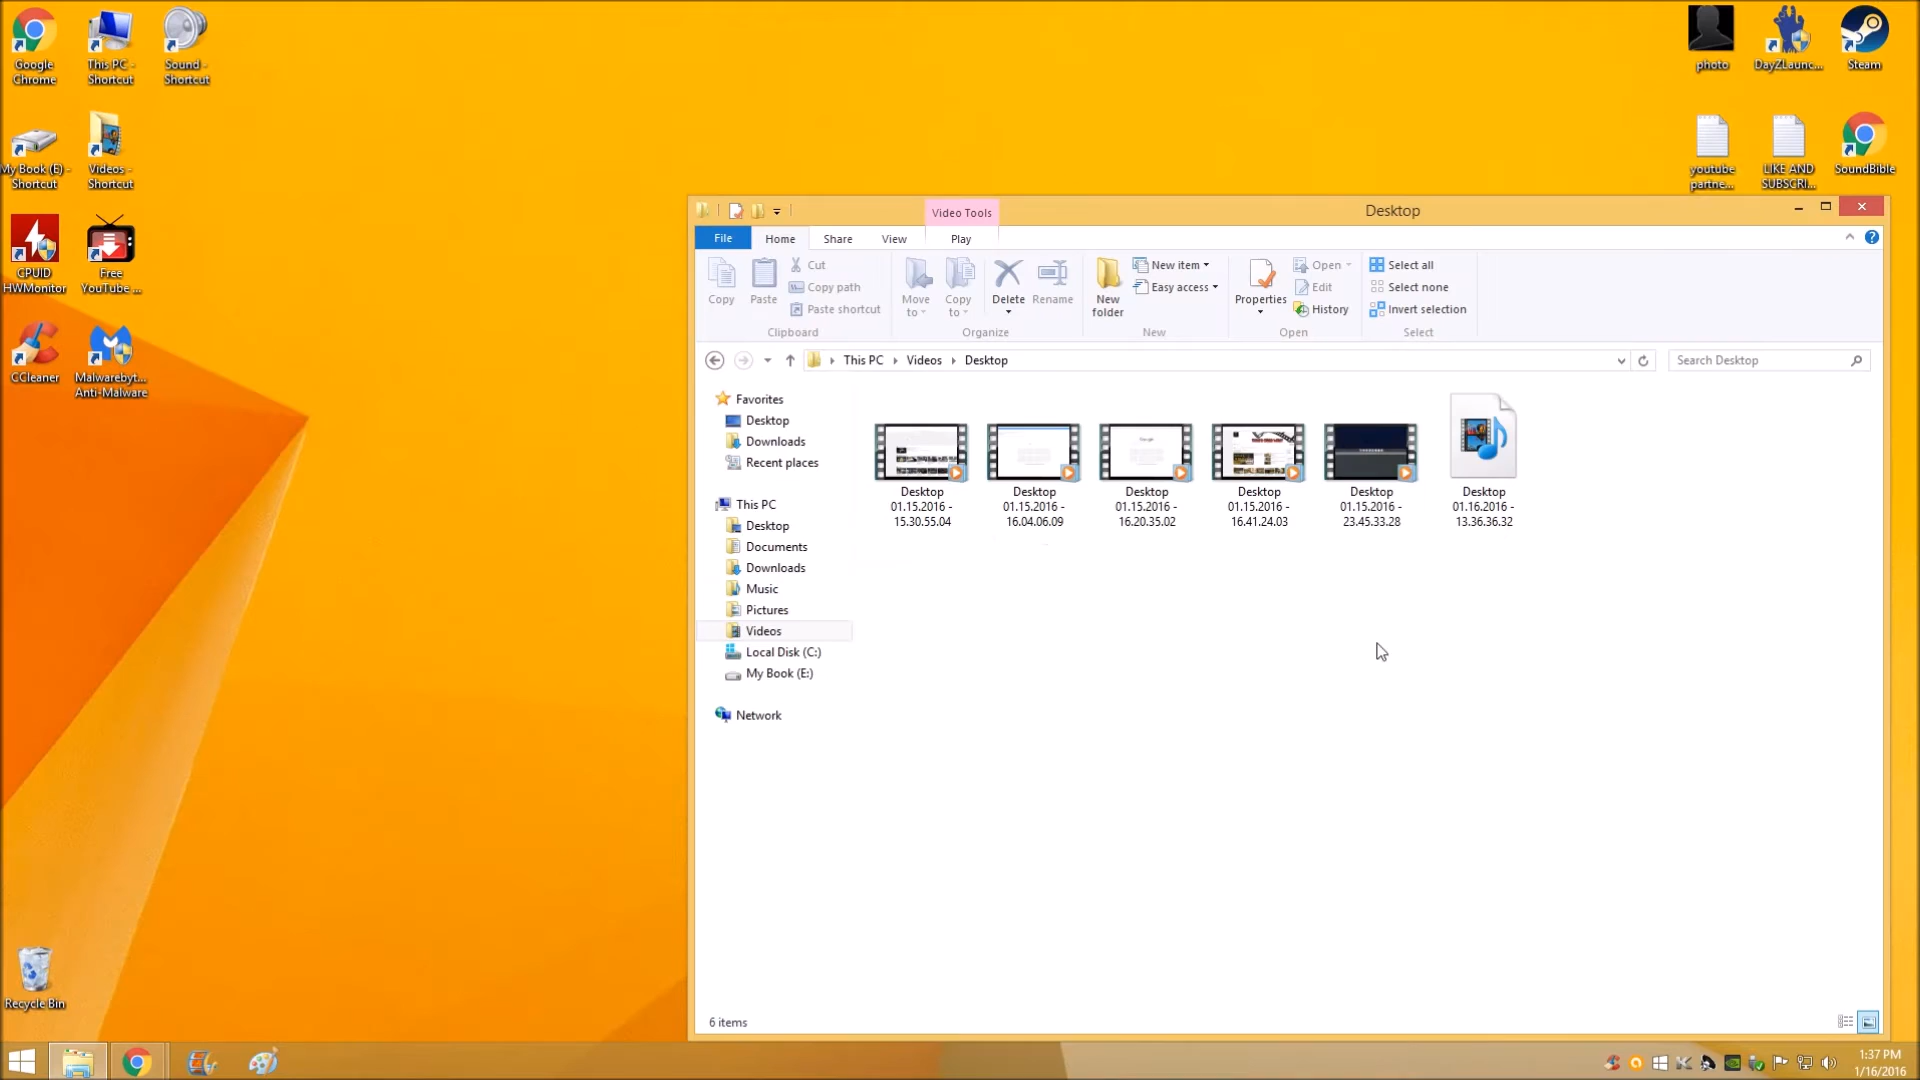 Google
Chrome
This PC -
Shortcut
Sound -
Shortcut
My Book (E) -
Shortcut
Videos -
Shortcut
CPUID
HWMonitor
Free
YouTube ...
CCleaner
Malwarebyt...
Anti-Malware
Recycle Bin
photo
DayZLaunc...
Steam
youtube
partne...
LIKE AND
SUBSCRI...
SoundBible
Video Tools
Desktop
File
Home
Share
View
Play
Copy
Paste
Cut
Copy path
Paste shortcut
Clipboard
Move
to
Copy
to
Delete
Rename
Organize
New
folder
New item
Easy access
New
Properties
Open
Edit
History
Open
Select all
Select none
Invert selection
Select
This PC
Videos
Desktop
Search Desktop
Favorites
Desktop
Downloads
Recent places
This PC
Desktop
Documents
Downloads
Music
Pictures
Videos
Local Disk (C:)
My Book (E:)
Network
Desktop
01.15.2016 -
15.30.55.04
Desktop
01.15.2016 -
16.04.06.09
Desktop
01.15.2016 -
16.20.35.02
Desktop
01.15.2016 -
16.41.24.03
Desktop
01.15.2016 -
23.45.33.28
Desktop
01.16.2016 -
13.36.36.32
6 items
1:37 PM
1/16/2016